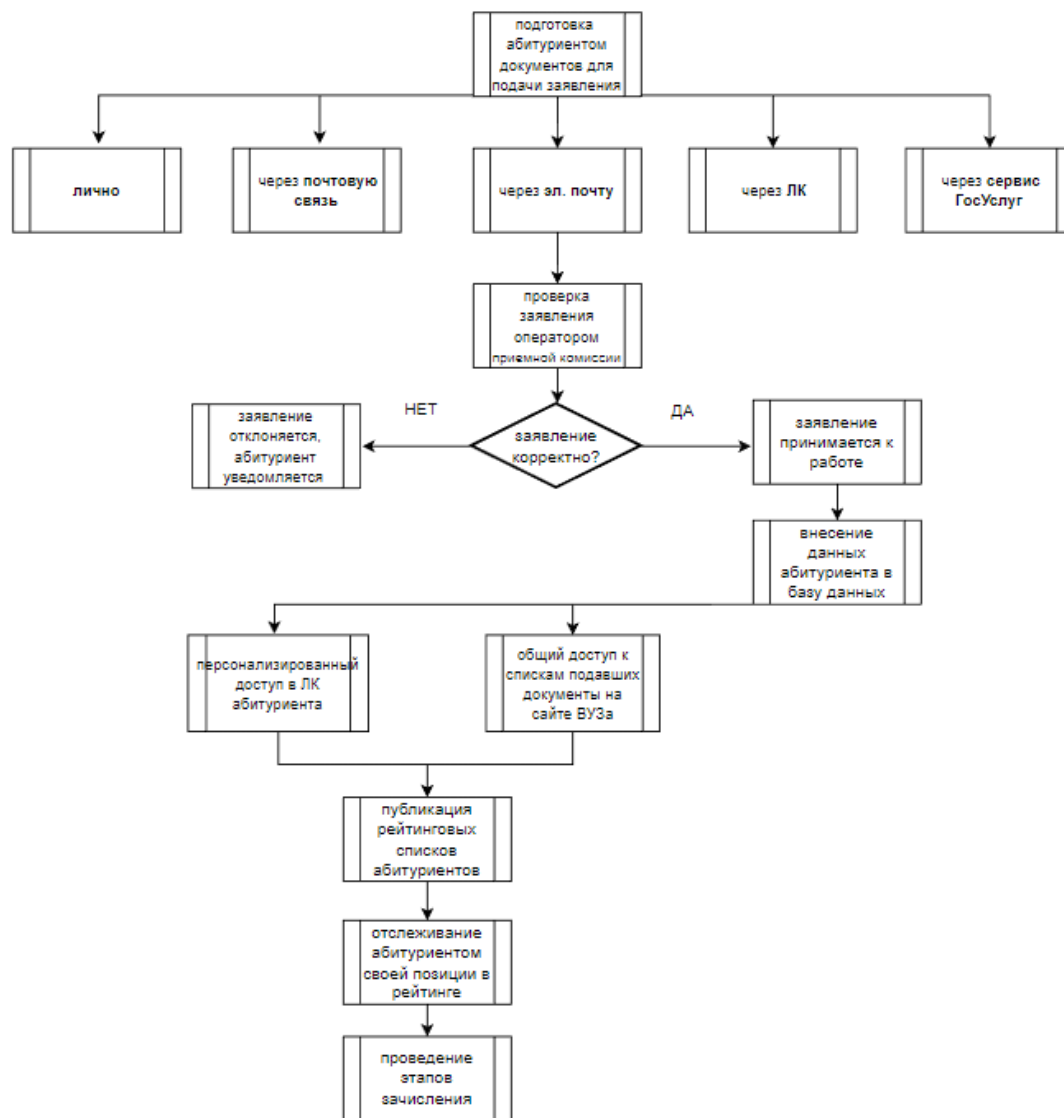 подготовка
абитуриентом
документов для
подачи заявления
лично
через почтовую
связь
через эл. почту
через ЛК
через сервис
ГосУслуг
проверка
заявления
оператором
приемной комиссии
НЕТ
ДА
заявление
отклоняется,
абитуриент
уведомляется
заявление
корректно?
заявление
принимается к
работе
внесение
данных
абитуриента в
базу данных
персонализированный
доступ в ЛК
абитуриента
общий доступ к
спискам подавших
документы на
сайте ВУЗа
публикация
рейтинговых
списков
абитуриентов
отслеживание
абитуриентом
своей позиции в
рейтинге
проведение
этапов
зачисления